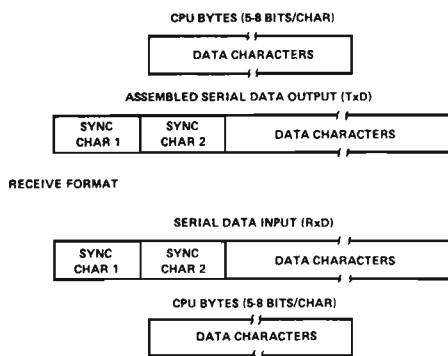 CPU BYTES (5-8 BITS/CHAR)
DATA CHARACTERS
ASSEMBLED SERIAL DATA OUTPUT (TxD)
SYNC CHAR 1
SYNC CHAR 2
DATA CHARACTERS
RECEIVE FORMAT
SERIAL DATA INPUT (RxD)
SYNC CHAR 1
SYNC CHAR 2
DATA CHARACTERS
CPU BYTES (5-8 BITS/CHAR)
DATA CHARACTERS